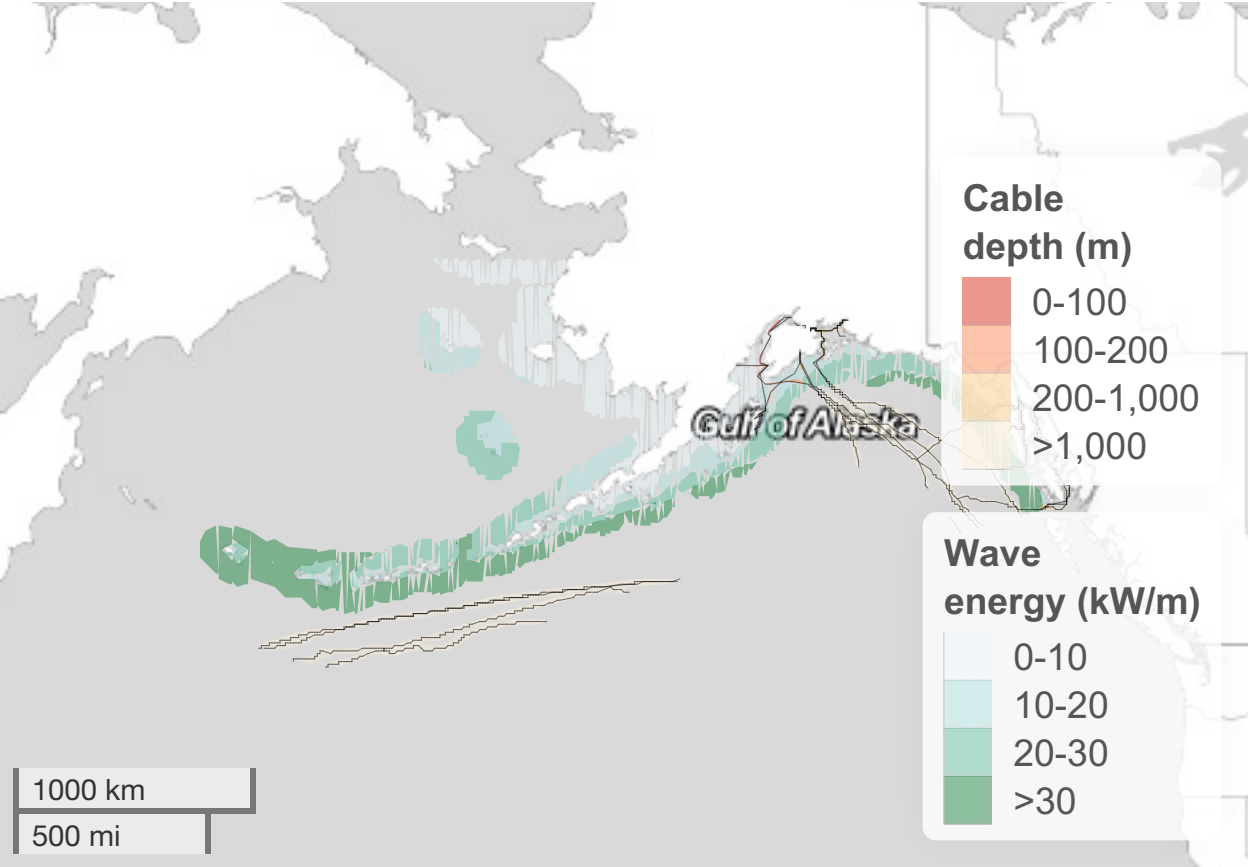 Gulf of Alaska
Cable
depth (m)
0-100
100-200
200-1,000
>1,000
Wave
energy (kW/m)
0-10
10-20
20-30
>30
1000 km
500 mi